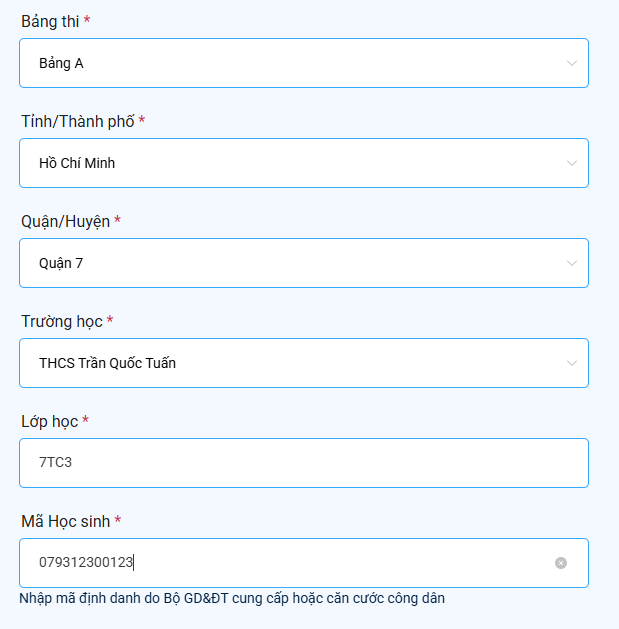 Bảng thi *
Bảng A
Tỉnh/Thành phố *
Hồ Chí Minh
Quận/Huyện *
Quận 7
Trường học *
THCS Trần Quốc Tuấn
Lớp học *
7TC3
Mã Học sinh *
079312300123
Nhập mã định danh do Bộ GD&ĐT cung cấp hoặc căn cước công dân